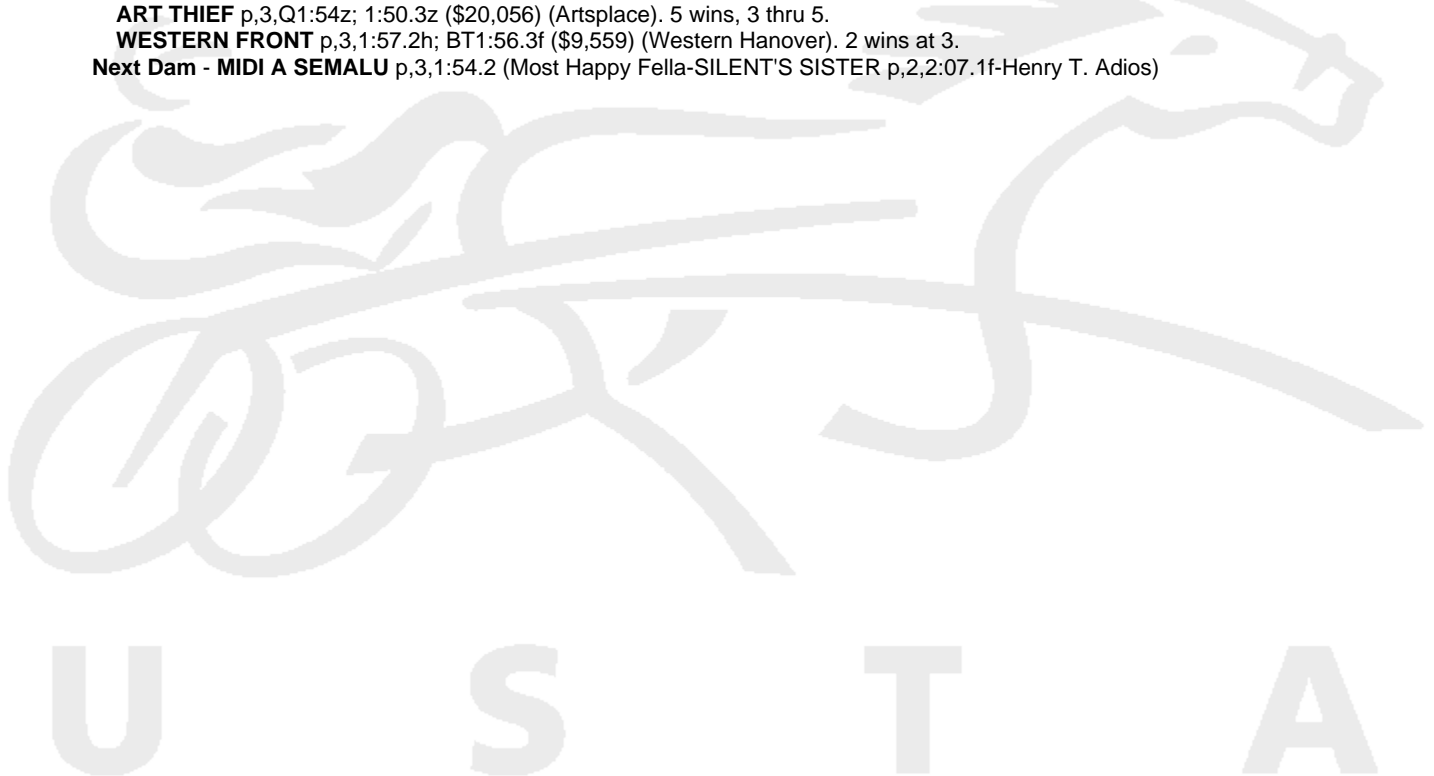 ART THIEF p,3,Q1:54z; 1:50.3z ($20,056) (Artsplace). 5 wins, 3 thru 5.
WESTERN FRONT p,3,1:57.2h; BT1:56.3f ($9,559) (Western Hanover). 2 wins at 3.
Next Dam - MIDI A SEMALU p,3,1:54.2 (Most Happy Fella-SILENT'S SISTER p,2,2:07.1f-Henry T. Adios)
U S T A